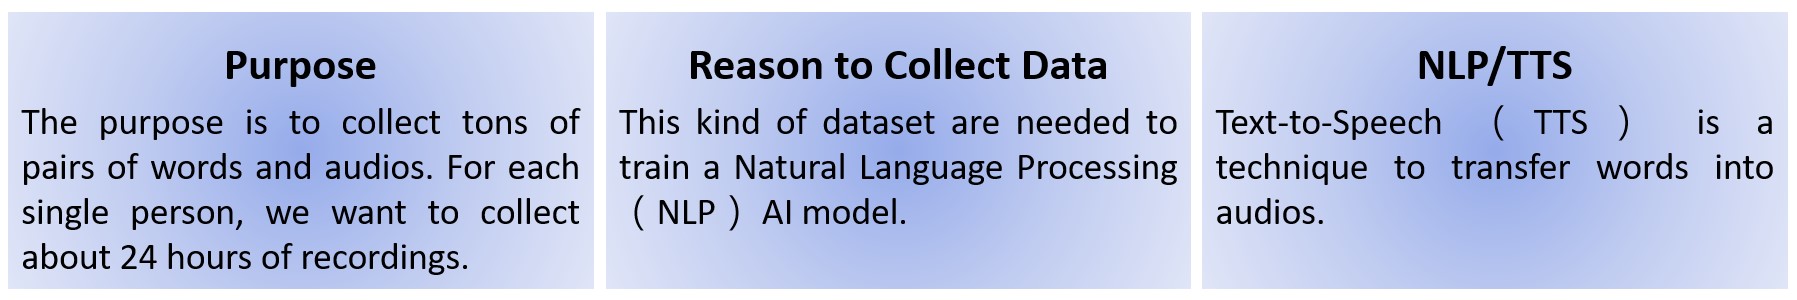 Purpose
The purpose is to collect tons of
pairs of words and audios. For each
single person, we want to collect
about 24 hours of recordings.
Reason to Collect Data
This kind of dataset are needed to
train a Natural Language Processing
（NLP）AI model.
NLP/TTS
Text-to-Speech （TTS） is a
technique to transfer words into
audios.